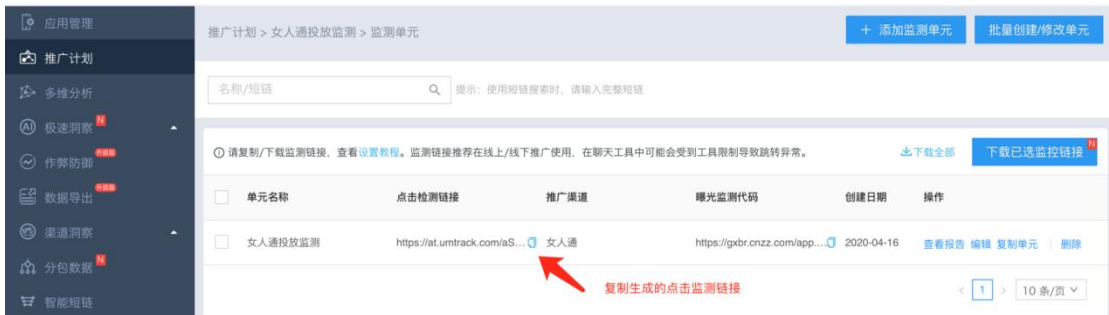 应用管理
推广计划
多维分析
极速洞察 N
作弊防御 升级版
数据导出 升级版
渠道洞察
分包数据 N
智能短链
推广计划 > 女人通投放监测 > 监测单元
+ 添加监测单元 批量创建/修改单元
名称/短链 提示：使用短链搜索时，请输入完整短链
请复制/下载监测链接，查看设置教程。监测链接推荐在线上/线下推广使用，在聊天工具中可能会受到工具限制导致跳转异常。 下载全部 下载已选监控链接 N
单元名称 点击检测链接 推广渠道 曝光监测代码 创建日期 操作
女人通投放监测 https://at.umtrack.com/aS... 女人通 https://gxbr.cnzz.com/app.... 2020-04-16 查看报告 编辑 复制单元 | 删除
复制生成的点击监测链接
< 1 > 10 条/页